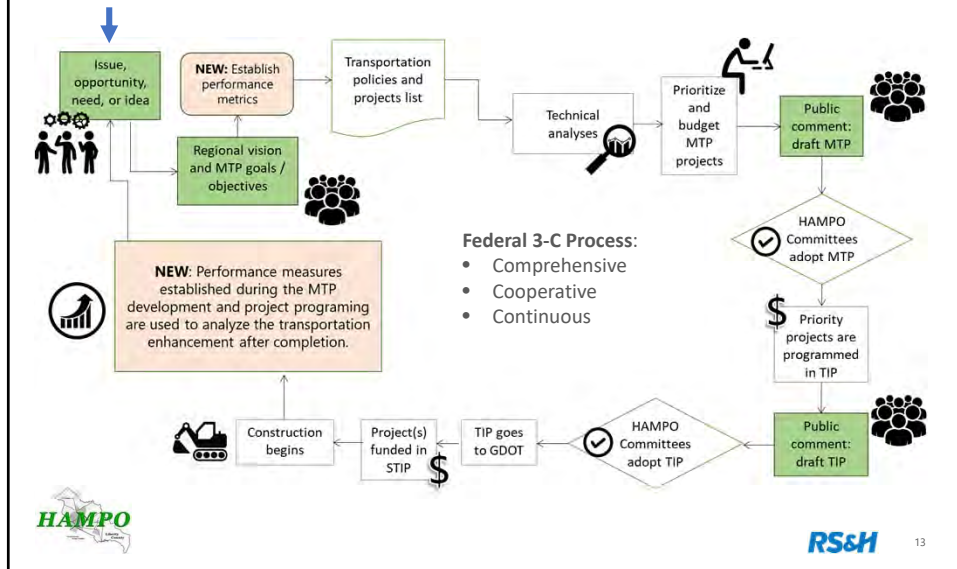 Issue,
opportunity,
need, or idea
NEW: Establish
performance
metrics
Transportation
policies and
projects list
Regional vision
and MTP goals /
objectives
Technical
analyses
Prioritize
and
budget
MTP
projects
Public
comment:
draft MTP
HAMPO
Committees
adopt MTP
Federal 3-C Process:
• Comprehensive
• Cooperative
• Continuous
NEW: Performance measures
established during the MTP
development and project programing
are used to analyze the transportation
enhancement after completion.
$
Priority
projects are
programmed
in TIP
Public
comment:
draft TIP
HAMPO
Committees
adopt TIP
TIP goes
to GDOT
Project(s)
funded in
STIP
$
Construction
begins
HAMPO
RS&H
13